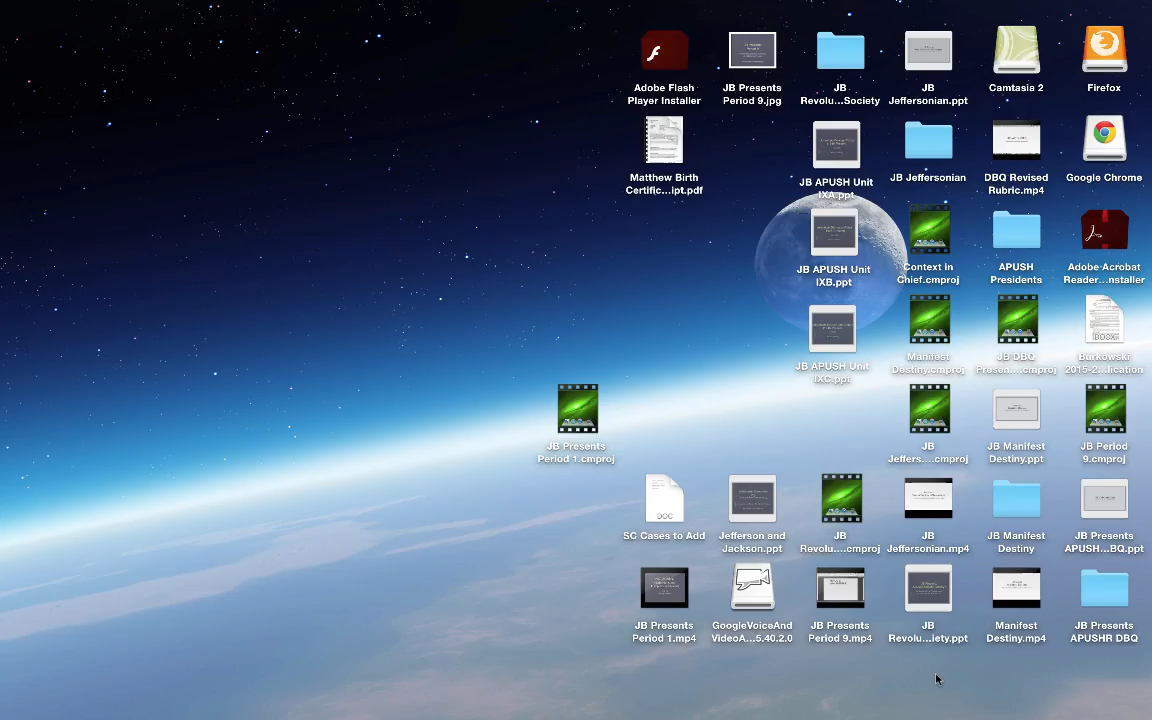 Adobe Flash
Player Installer
JB Presents
Period 9.jpg
JB
Revolu...Society
JB
Jeffersonian.ppt
Camtasia 2
Firefox
Matthew Birth
Certific...ipt.pdf
JB APUSH Unit
IXA.ppt
JB Jeffersonian
DBQ Revised
Rubric.mp4
Google Chrome
JB APUSH Unit
IXB.ppt
Context in
Chief.cmproj
APUSH
Presidents
Adobe Acrobat
Reader...nstaller
JB APUSH Unit
IXC.ppt
Manifest
Destiny.cmproj
JB DBQ
Presen....cmproj
Burkowski
2015-2...lication
JB Presents
Period 1.cmproj
JB
Jeffers....cmproj
JB Manifest
Destiny.ppt
JB Period
9.cmproj
DOC
SC Cases to Add
Jefferson and
Jackson.ppt
JB
Revolu...cmproj
JB
Jeffersonian.mp4
JB Manifest
Destiny
JB Presents
APUSH...BQ.ppt
JB Presents
Period 1.mp4
GoogleVoiceAnd
VideoA...5.40.2.0
JB Presents
Period 9.mp4
JB
Revolu...iety.ppt
Manifest
Destiny.mp4
JB Presents
APUSHR DBQ